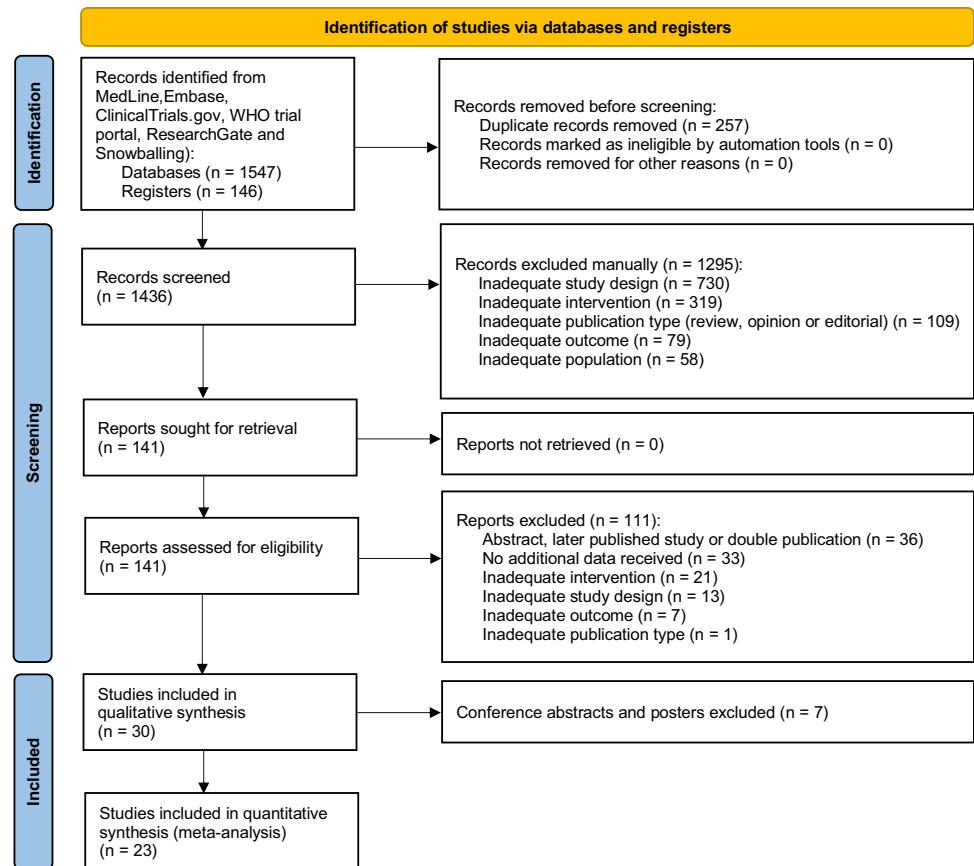 Identification of studies via databases and registers
Identification
Records identified from
MedLine,Embase,
ClinicalTrials.gov, WHO trial
portal, ResearchGate and
Snowballing):
Databases (n = 1547)
Registers (n = 146)
Records removed before screening:
Duplicate records removed (n = 257)
Records marked as ineligible by automation tools (n = 0)
Records removed for other reasons (n = 0)
Screening
Records screened
(n = 1436)
Records excluded manually (n = 1295):
Inadequate study design (n = 730)
Inadequate intervention (n = 319)
Inadequate publication type (review, opinion or editorial) (n = 109)
Inadequate outcome (n = 79)
Inadequate population (n = 58)
Reports sought for retrieval
(n = 141)
Reports not retrieved (n = 0)
Reports assessed for eligibility
(n = 141)
Reports excluded (n = 111):
Abstract, later published study or double publication (n = 36)
No additional data received (n = 33)
Inadequate intervention (n = 21)
Inadequate study design (n = 13)
Inadequate outcome (n = 7)
Inadequate publication type (n = 1)
Included
Studies included in
qualitative synthesis
(n = 30)
Conference abstracts and posters excluded (n = 7)
Studies included in quantitative
synthesis (meta-analysis)
(n = 23)